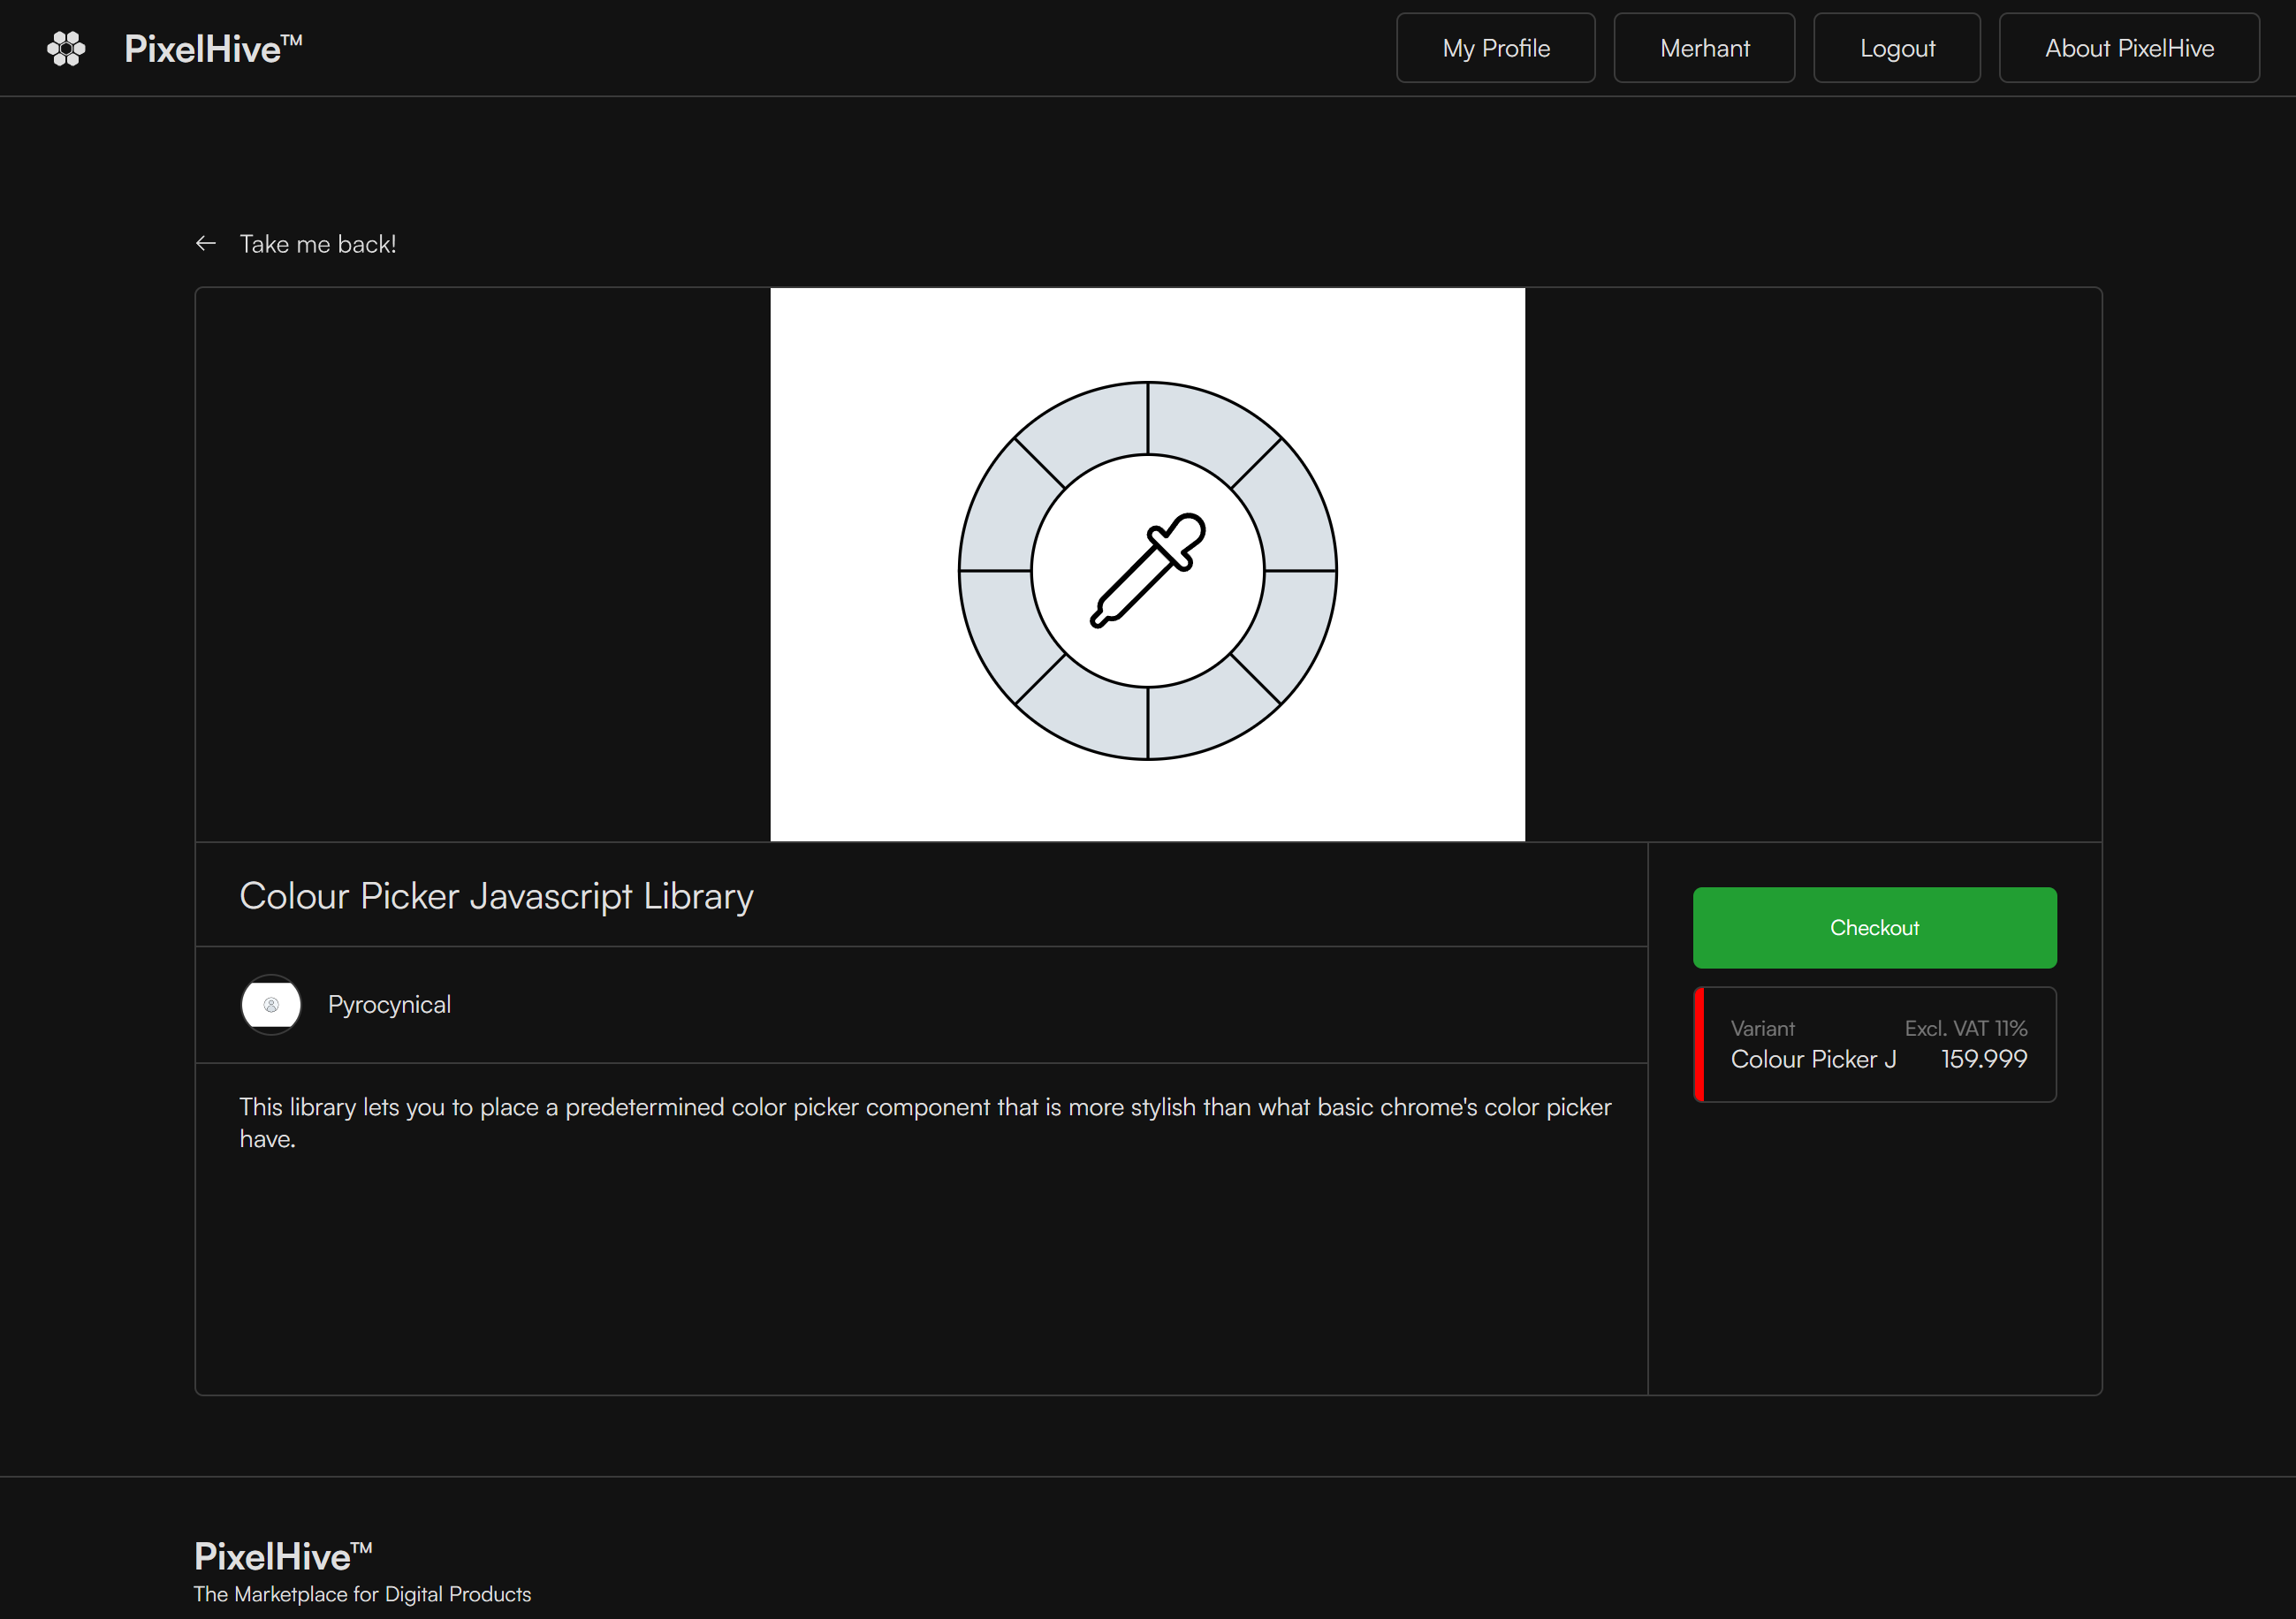 PixelHive™
My Profile
Merhant
Logout
About PixelHive
← Take me back!
Colour Picker Javascript Library
Pyrocynical
This library lets you to place a predetermined color picker component that is more stylish than what basic chrome's color picker
have.
Checkout
Variant Excl. VAT 11%
Colour Picker J 159.999
PixelHive™
The Marketplace for Digital Products